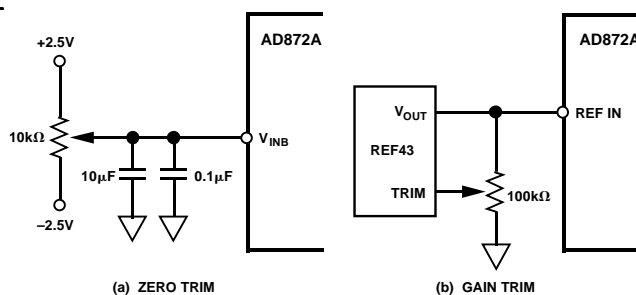 +2.5V
10kΩ
–2.5V
10µF
0.1µF
V_INB
AD872A
(a) ZERO TRIM
V_OUT
REF43
TRIM
100kΩ
REF IN
AD872A
(b) GAIN TRIM